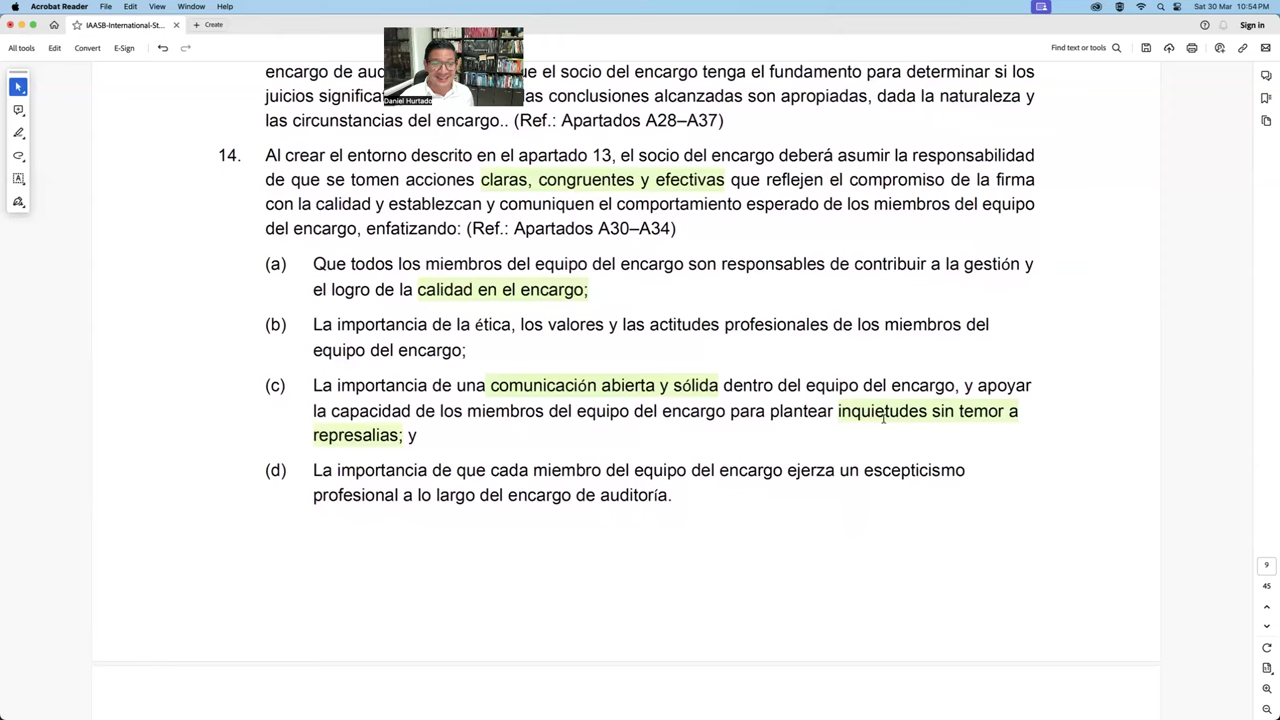 Acrobat Reader File Edit View Window Help
Sat 30 Mar 10:54 PM
IAASB-International-St...
Create
Sign in
All tools Edit Convert E-Sign
Find text or tools
Daniel Hurtado
encargo de aud
ue el socio del encargo tenga el fundamento para determinar si los
juicios significa
as conclusiones alcanzadas son apropiadas, dada la naturaleza y
las circunstancias del encargo.. (Ref.: Apartados A28–A37)
14. Al crear el entorno descrito en el apartado 13, el socio del encargo deberá asumir la responsabilidad
de que se tomen acciones claras, congruentes y efectivas que reflejen el compromiso de la firma
con la calidad y establezcan y comuniquen el comportamiento esperado de los miembros del equipo
del encargo, enfatizando: (Ref.: Apartados A30–A34)
(a) Que todos los miembros del equipo del encargo son responsables de contribuir a la gestión y
el logro de la calidad en el encargo;
(b) La importancia de la ética, los valores y las actitudes profesionales de los miembros del
equipo del encargo;
(c) La importancia de una comunicación abierta y sólida dentro del equipo del encargo, y apoyar
la capacidad de los miembros del equipo del encargo para plantear inquietudes sin temor a
represalias; y
(d) La importancia de que cada miembro del equipo del encargo ejerza un escepticismo
profesional a lo largo del encargo de auditoría.
9
45